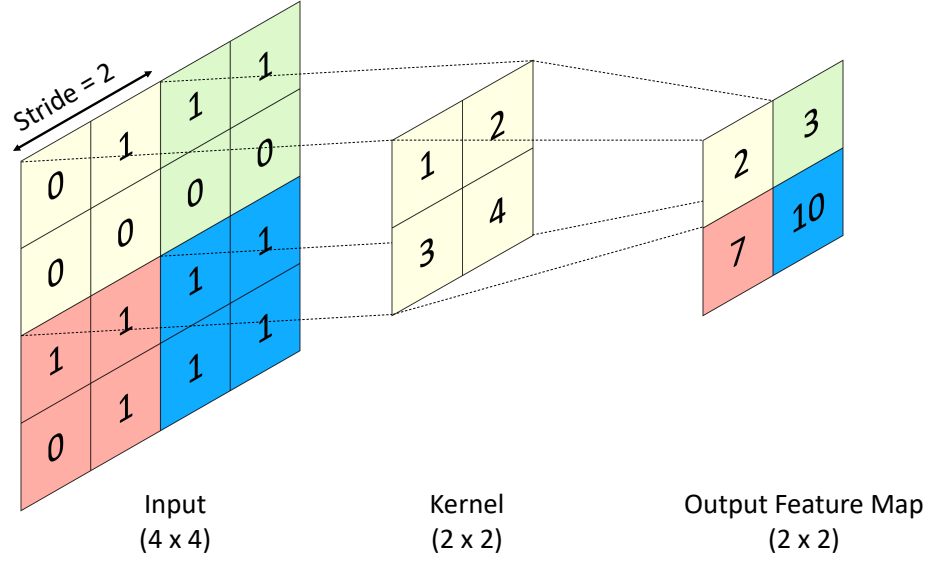 Stride = 2
0 1 1 1
0 0 0 0
1 1 1 1
0 1 1 1
1 2
3 4
2 3
7 10
Input
(4 x 4)
Kernel
(2 x 2)
Output Feature Map
(2 x 2)